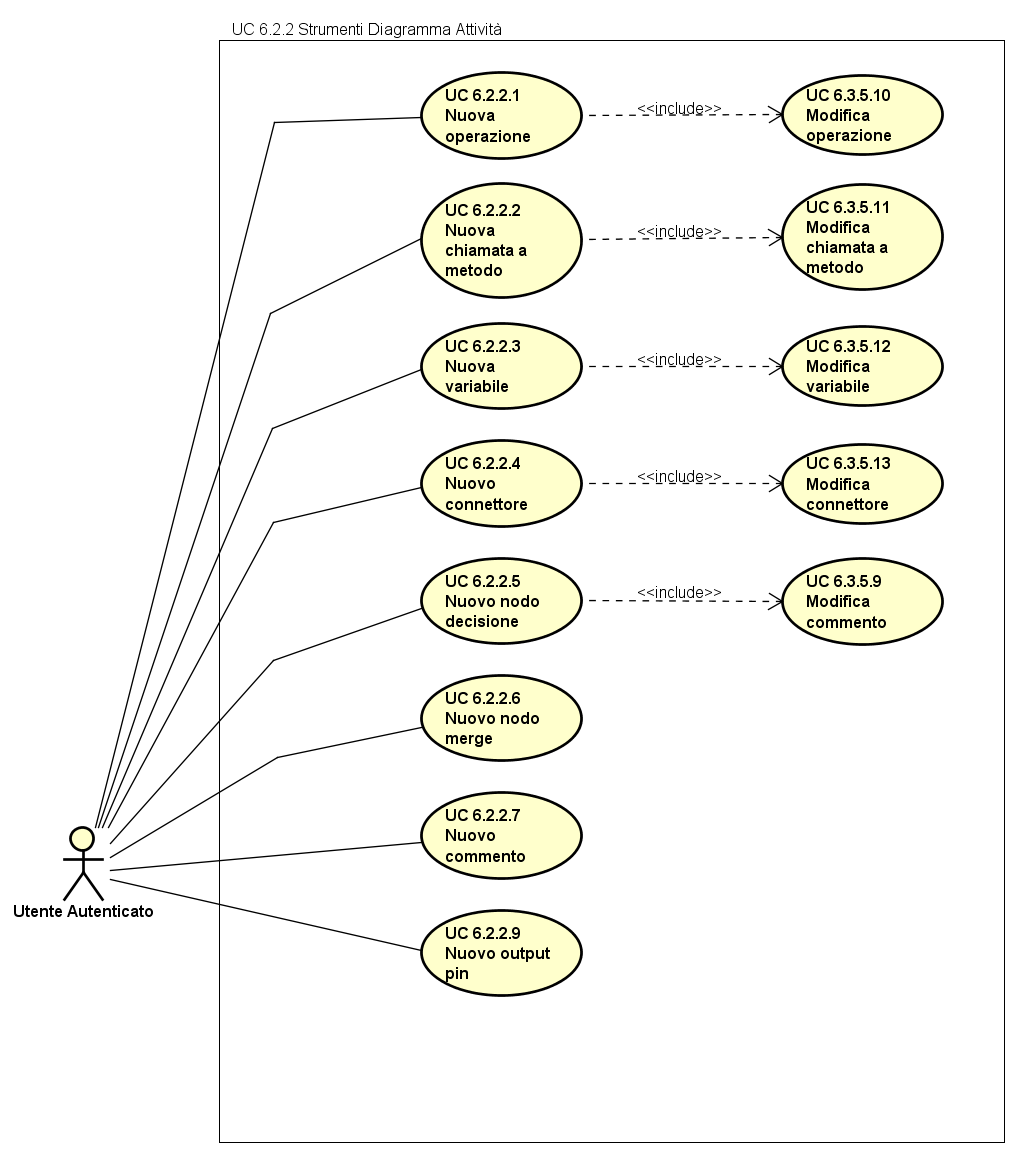 UC 6.2.2 Strumenti Diagramma Attività
UC 6.2.2.1
Nuova
operazione
<<include>>
UC 6.3.5.10
Modifica
operazione
UC 6.2.2.2
Nuova
chiamata a
metodo
<<include>>
UC 6.3.5.11
Modifica
chiamata a
metodo
UC 6.2.2.3
Nuova
variabile
<<include>>
UC 6.3.5.12
Modifica
variabile
UC 6.2.2.4
Nuovo
connettore
<<include>>
UC 6.3.5.13
Modifica
connettore
UC 6.2.2.5
Nuovo nodo
decisione
<<include>>
UC 6.3.5.9
Modifica
commento
UC 6.2.2.6
Nuovo nodo
merge
UC 6.2.2.7
Nuovo
commento
Utente Autenticato
UC 6.2.2.9
Nuovo output
pin